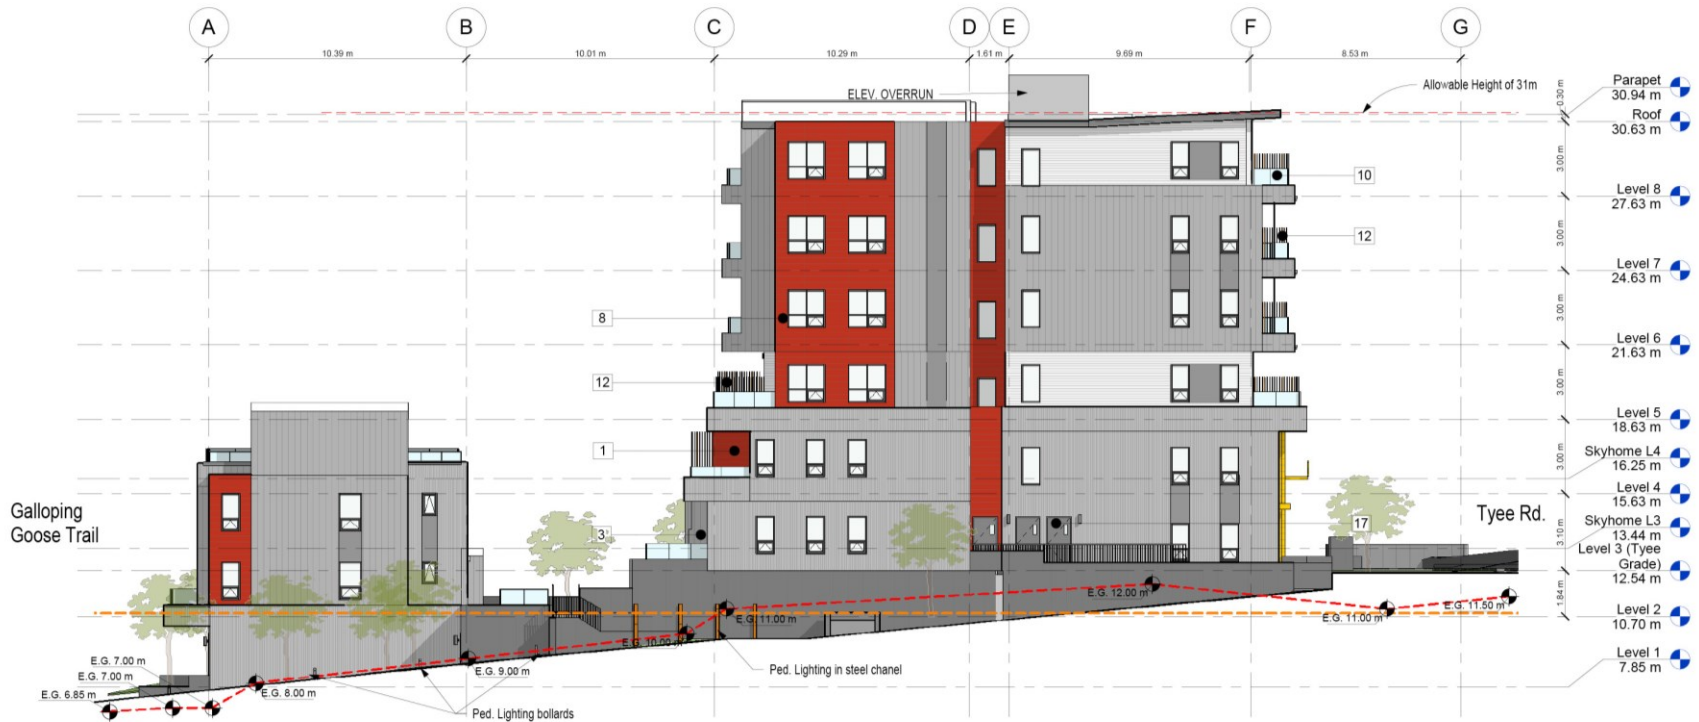 A
B
C
D
E
F
G
10.39 m
10.01 m
10.29 m
1.61 m
9.69 m
8.53 m
ELEV. OVERRUN
Allowable Height of 31m
0.30 m
Parapet
30.94 m
Roof
30.63 m
3.00 m
10
Level 8
27.63 m
3.00 m
12
Level 7
24.63 m
3.00 m
8
Level 6
21.63 m
3.00 m
12
Level 5
18.63 m
3.00 m
1
Skyhome L4
16.25 m
Level 4
15.63 m
Galloping
Goose Trail
3
17
Tyee Rd.
3.10 m
Skyhome L3
13.44 m
Level 3 (Tyee
Grade)
12.54 m
1.84 m
Level 2
10.70 m
Level 1
7.85 m
E.G. 12.00 m
E.G. 11.50 m
E.G. 11.00 m
E.G. 11.00 m
E.G. 10.00 m
E.G. 9.00 m
E.G. 7.00 m
E.G. 7.00 m
E.G. 6.85 m
E.G. 8.00 m
Ped. Lighting in steel chanel
Ped. Lighting bollards